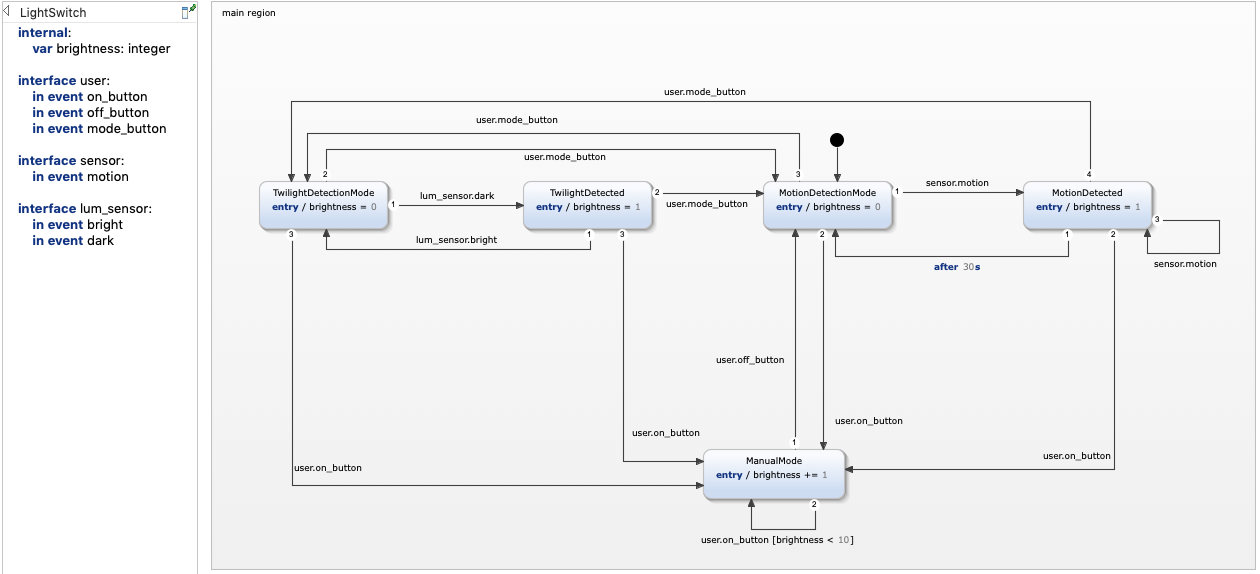 LightSwitch
internal:
var brightness: integer
interface user:
in event on_button
in event off_button
in event mode_button
interface sensor:
in event motion
interface lum_sensor:
in event bright
in event dark
main region
user.mode_button
user.mode_button
user.mode_button
2
3
4
TwilightDetectionMode
entry / brightness = 0
1
lum_sensor.dark
TwilightDetected
entry / brightness = 1
2
user.mode_button
MotionDetectionMode
entry / brightness = 0
1
sensor.motion
MotionDetected
entry / brightness = 1
3
sensor.motion
3
lum_sensor.bright
1
3
2
after 30s
1
2
user.off_button
user.on_button
user.on_button
user.on_button
user.on_button
1
ManualMode
entry / brightness += 1
2
user.on_button [brightness < 10]